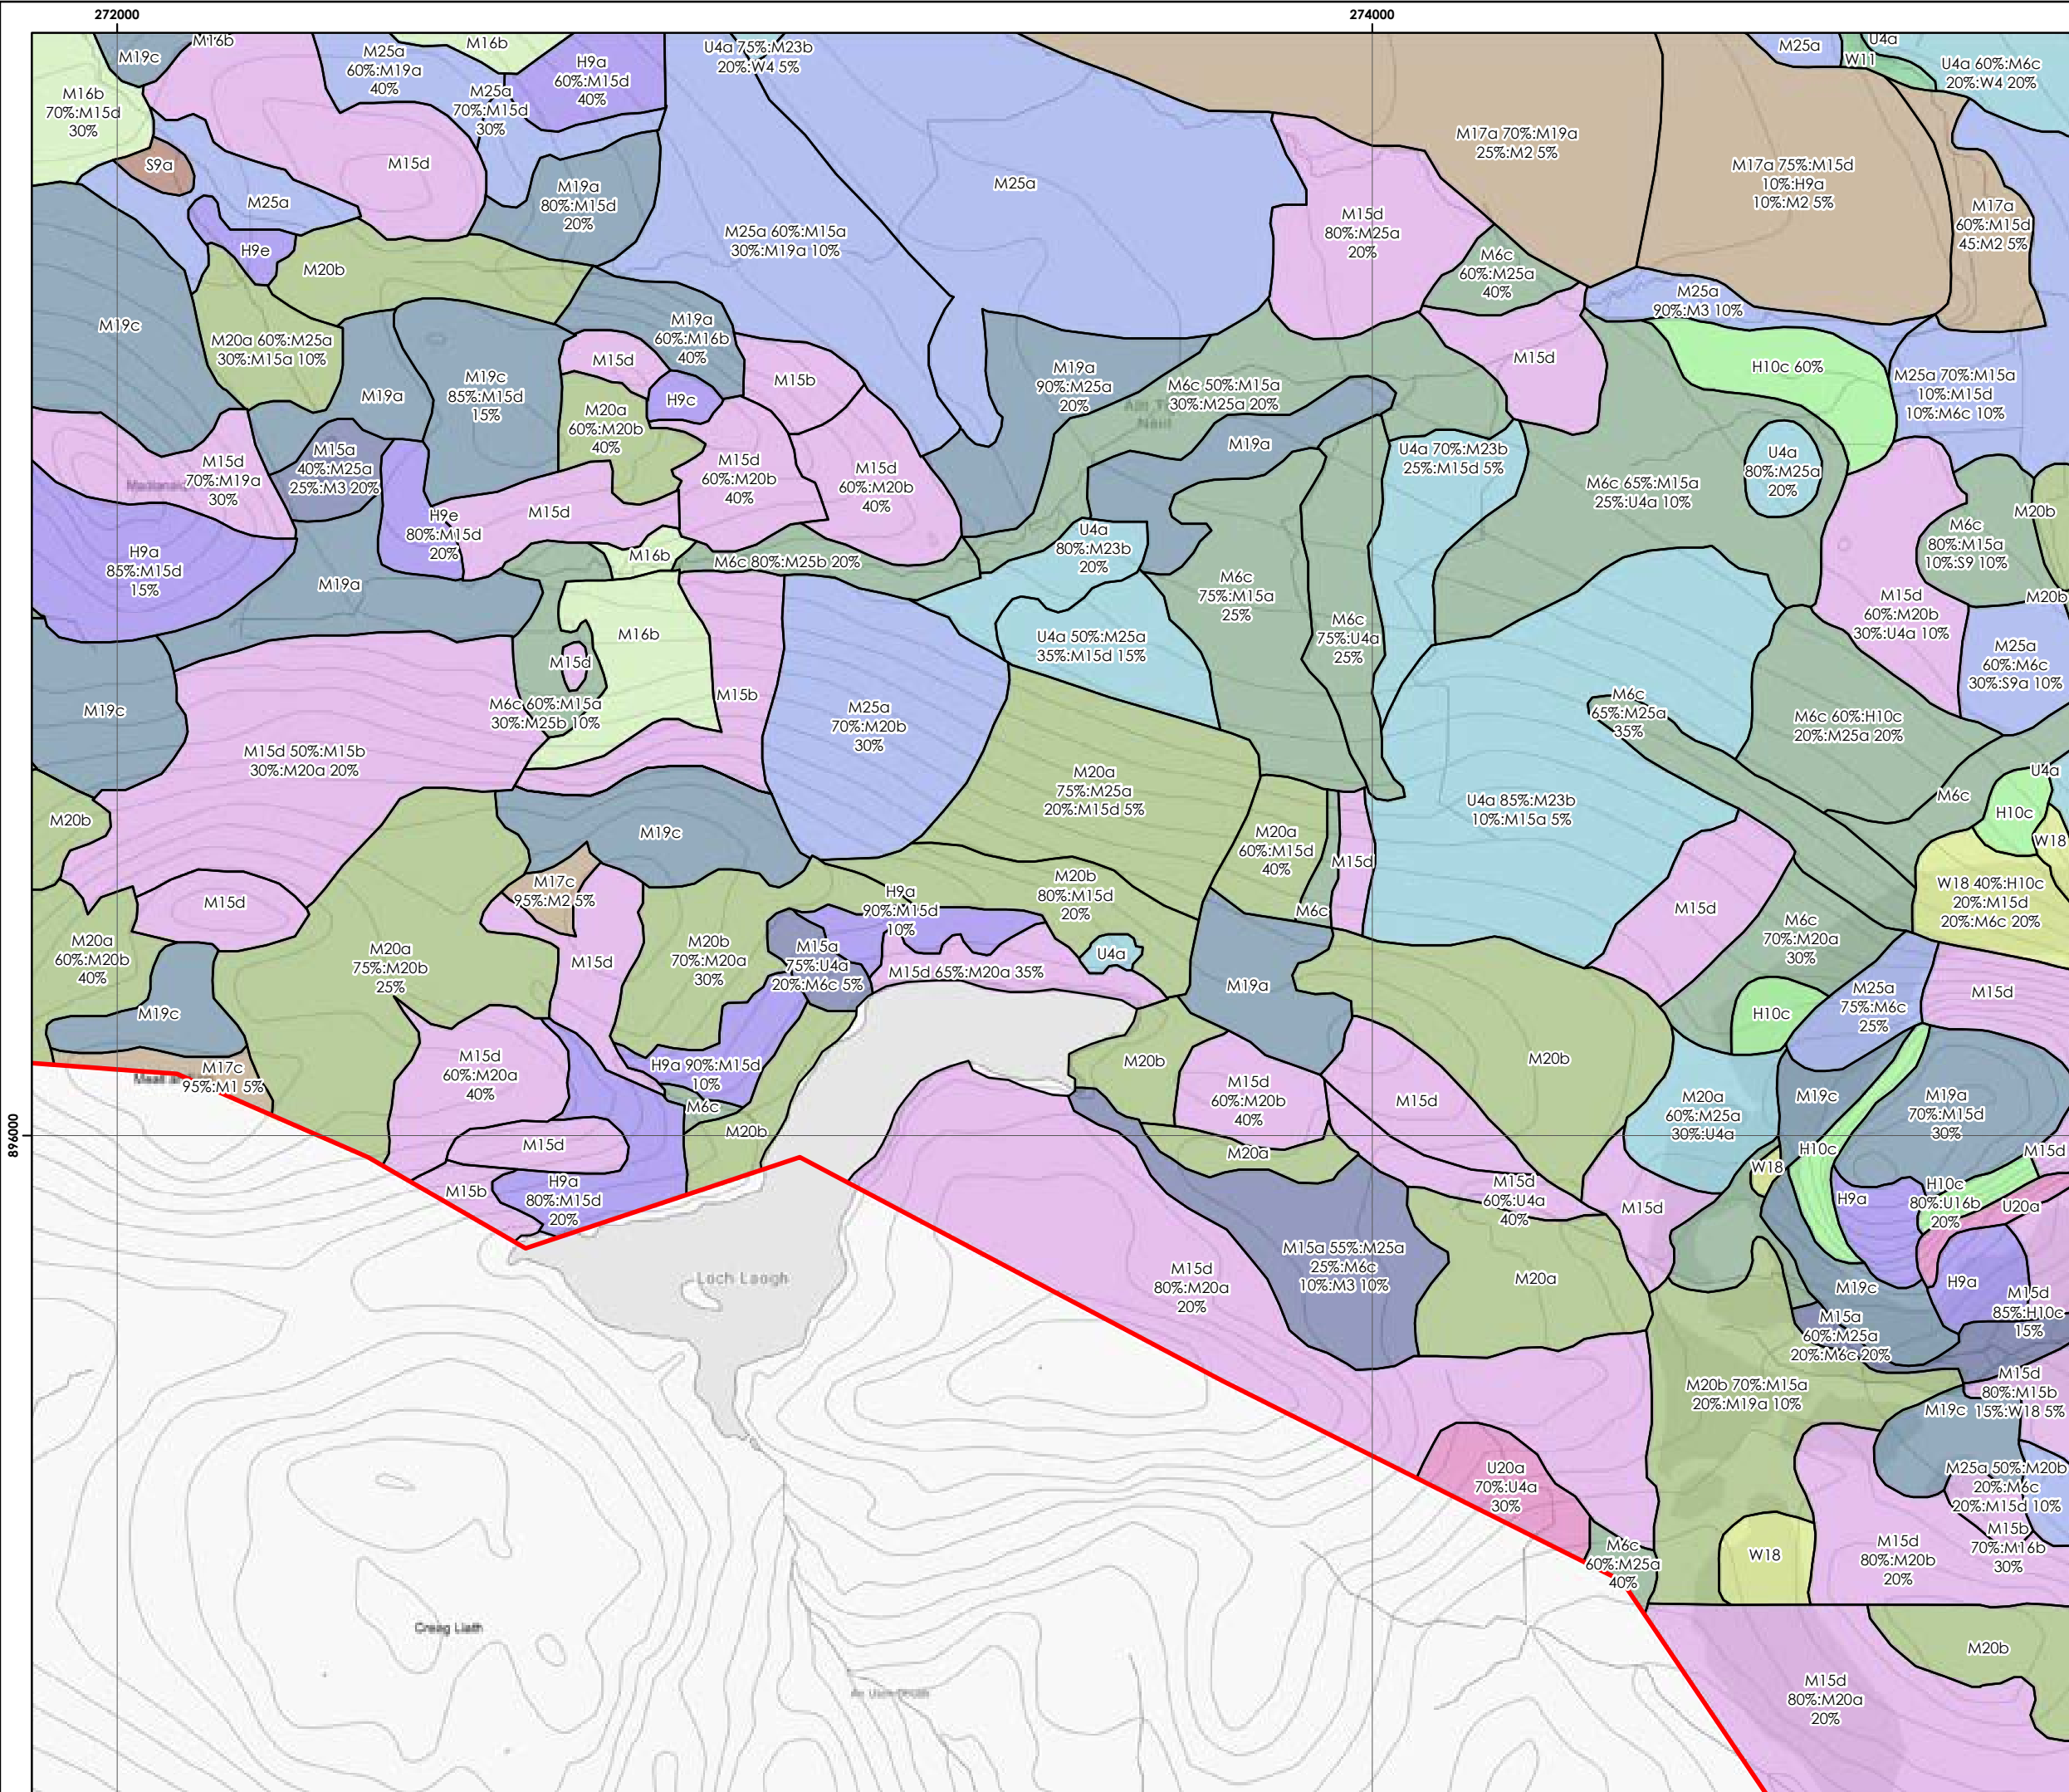 272000
274000
M16b
M19c
M25a
60%:M19a
40%
M16b
H9a
60%:M15d
40%
U4a 75%:M23b
20%:W4 5%
M25a
U4a
W11
U4a 60%:M6c
20%:W4 20%
M16b
70%:M15d
30%
M25a
70%:M15d
30%
S9a
M15d
M25a
M19a
80%:M15d
20%
M25a
M17a 70%:M19a
25%:M2 5%
M17a 75%:M15d
10%:H9a
10%:M2 5%
M17a
60%:M15d
45:M2 5%
H9e
M20b
M25a 60%:M15a
30%:M19a 10%
M15d
80%:M25a
20%
M6c
60%:M25a
40%
M25a
90%:M3 10%
M19c
M20a 60%:M25a
30%:M15a 10%
M19a
M19c
85%:M15d
15%
M19a
60%:M16b
40%
M15d
H9c
M15b
M20a
60%:M20b
40%
M19a
90%:M25a
20%
M6c 50%:M15a
30%:M25a 20%
M15d
H10c 60%
M25a 70%:M15a
10%:M15d
10%:M6c 10%
Neill
M19a
M15d
70%:M19a
30%
M15a
40%:M25a
25%:M3 20%
M15d
60%:M20b
40%
M15d
60%:M20b
40%
U4a 70%:M23b
25%:M15d 5%
M6c 65%:M15a
25%:U4a 10%
U4a
80%:M25a
20%
M20b
H9e
80%:M15d
20%
M15d
M6c
80%:M15a
10%:S9 10%
H9a
85%:M15d
15%
M19a
M16b
M6c 80%:M25b 20%
U4a
80%:M23b
20%
M6c
75%:M15a
25%
M20b
M16b
U4a 50%:M25a
35%:M15d 15%
M6c
75%:U4a
25%
M15d
60%:M20b
30%:U4a 10%
M25a
60%:M6c
30%:S9a 10%
M15d
M19c
M6c 60%:M15a
30%:M25b 10%
M15b
M25a
70%:M20b
30%
M6c
65%:M25a
35%
M6c 60%:H10c
20%:M25a 20%
M15d 50%:M15b
30%:M20a 20%
M20a
75%:M25a
20%:M15d 5%
U4a 85%:M23b
10%:M15a 5%
U4a
M6c
H10c
M20b
M19c
M20a
60%:M15d
40%
M15d
W18
M17c
95%:M2 5%
M15d
H9a
90%:M15d
10%
M20b
80%:M15d
20%
M6c
M15d
W18 40%:H10c
20%:M15d
20%:M6c 20%
M20a
60%:M20b
40%
M20a
75%:M20b
25%
M15d
M20b
70%:M20a
30%
M15a
75%:U4a
20%:M6c 5%
M15d 65%:M20a 35%
U4a
M19a
M6c
70%:M20a
30%
M19c
H10c
M25a
75%:M6c
25%
M15d
M17c
95%:M1 5%
M15d
60%:M20a
40%
H9a 90%:M15d
10%
M6c
M20b
M20b
M15d
60%:M20b
40%
M15d
M20b
M20a
60%:M25a
30%:U4a
M19c
M19a
70%:M15d
30%
896000
M15d
M20a
W18
H10c
M15d
M15b
H9a
80%:M15d
20%
M15d
60%:U4a
40%
M15d
H9a
H10c
80%:U16b
20%
U20a
Loch Laogh
M15d
80%:M20a
20%
M15a 55%:M25a
25%:M6c
10%:M3 10%
M20a
M19c
H9a
M15d
85%:H10c
15%
M15a
60%:M25a
20%:M6c 20%
M20b 70%:M15a
20%:M19a 10%
M15d
80%:M15b
15%:W18 5%
M19c
U20a
70%:U4a
30%
M25a 50%:M20b
20%:M6c
20%:M15d 10%
M6c
60%:M25a
40%
W18
M15d
80%:M20b
20%
M15b
70%:M16b
30%
Creag Liath
M20b
M15d
80%:M20a
20%